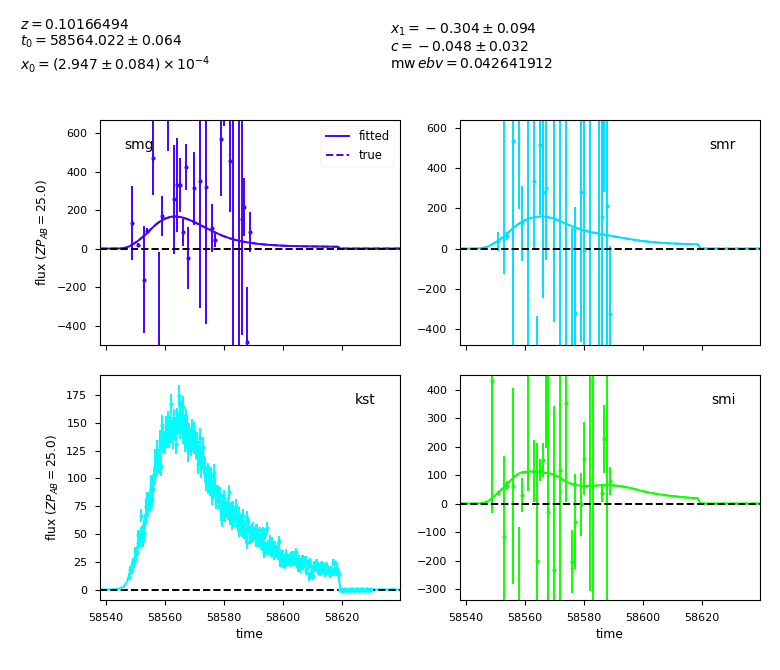 z = 0.10166494
t₀ = 58564.022 ± 0.064
x₀ = (2.947 ± 0.084) × 10⁻⁴
x₁ = −0.304 ± 0.094
c = −0.048 ± 0.032
mw ebv = 0.042641912
smg
fitted
true
600
400
200
0
−200
−400
flux (ZP_AB = 25.0)
smr
600
400
200
0
−200
−400
kst
175
150
125
100
75
50
25
0
flux (ZP_AB = 25.0)
58540 58560 58580 58600 58620
time
smi
400
300
200
100
0
−100
−200
−300
58540 58560 58580 58600 58620
time